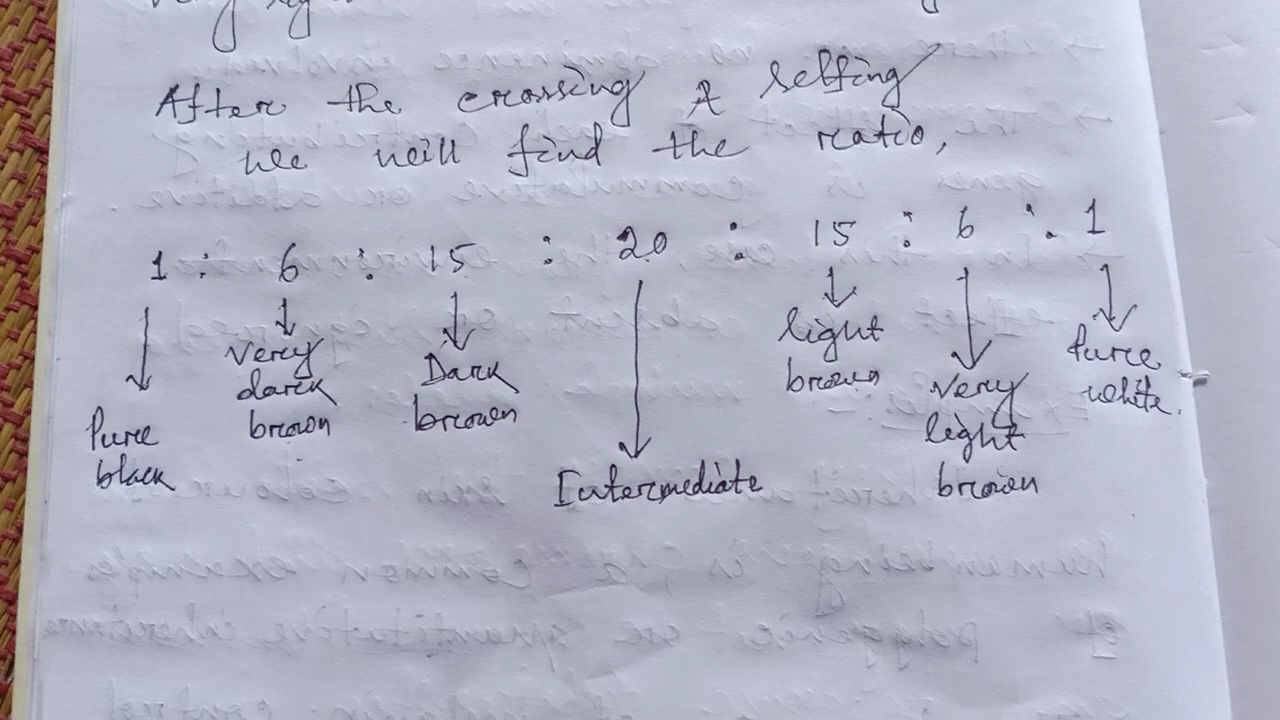 After the crossing & selfing
we will find the ratio,
1 : 6 : 15 : 20 : 15 : 6 : 1
Pure black
Very dark brown
Dark brown
Intermediate
light brown
Very light brown
Pure white.